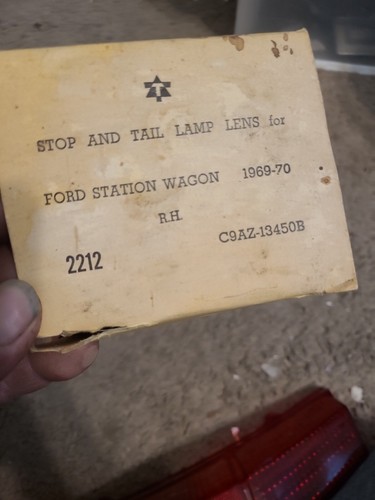 T
STOP AND TAIL LAMP LENS for
FORD STATION WAGON 1969-70
R.H.
2212 C9AZ-13450B